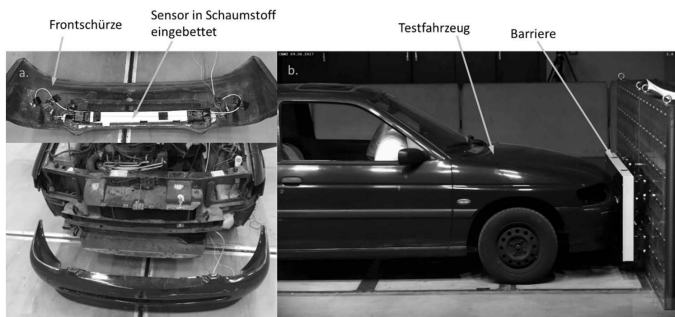 Frontschürze
Sensor in Schaumstoff
eingebettet
Testfahrzeug
Barriere
a.
b.